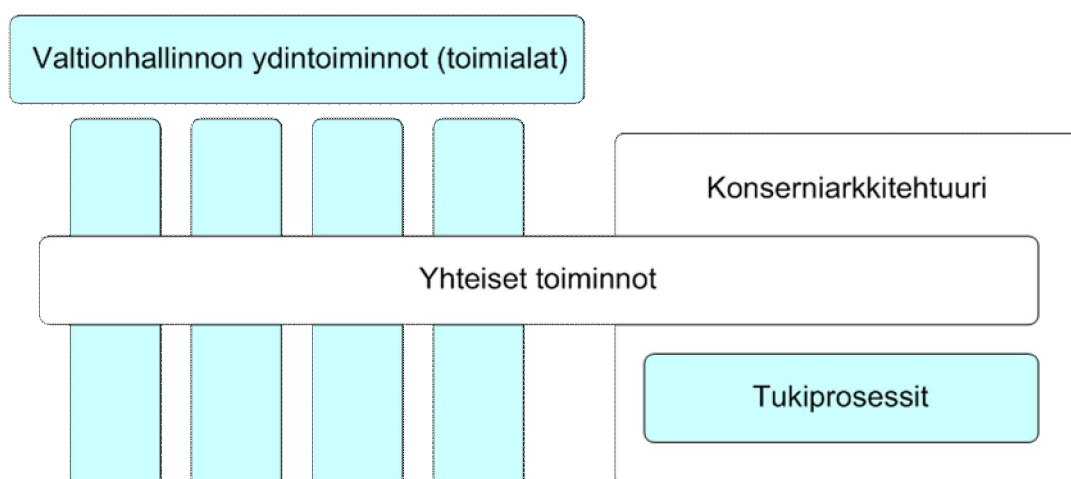 Valtionhallinnon ydintoiminnot (toimialat)
Konserniarkkitehtuuri
Yhteiset toiminnot
Tukiprosessit